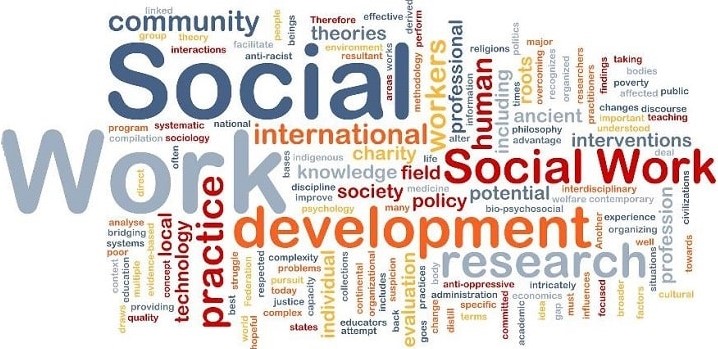 linked
community
group
theory
interactions
facilitate
people
beings
Therefore
effective
theories
derived
perform
environment
anti-racist
resultant
Social
areas
works
methodology
workers
professional
information
religions
politics
human
including
times
roots
major
overcoming
recognizes
organized
practitioners
researchers
findings
taking
bodies
poverty
affected
public
changes
discourse
important
teaching
understood
ancient
philosophy
advantage
interventions
deal
alter
program
systematic
national
compilation
sociology
often
international
charity
life
Work
bases
indigenous
knowledge
field
Social Work
discipline
society
medicine
improve
policy
potential
interdisciplinary
welfare
contemporary
psychology
many
bio-psychosocial
direct
practice
development
Another
experience
organizing
profession
civilizations
analyse
bridging
systems
poor
local
concept
technology
evidence-based
multiple
education
context
draws
providing
quality
research
well
towards
situations
best
struggle
Federation
world
hopeful
respected
complexity
problems
pursuit
today
justice
complex
states
capacity
individual
collections
attempt
educators
continental
organizational
includes
suspicion
back
evaluation
goes
practices
body
change
distill
anti-oppressive
intricately
administration
economics
specific
terms
committed
academic
idea
gap
must
influences
focused
broader
factors
cultural